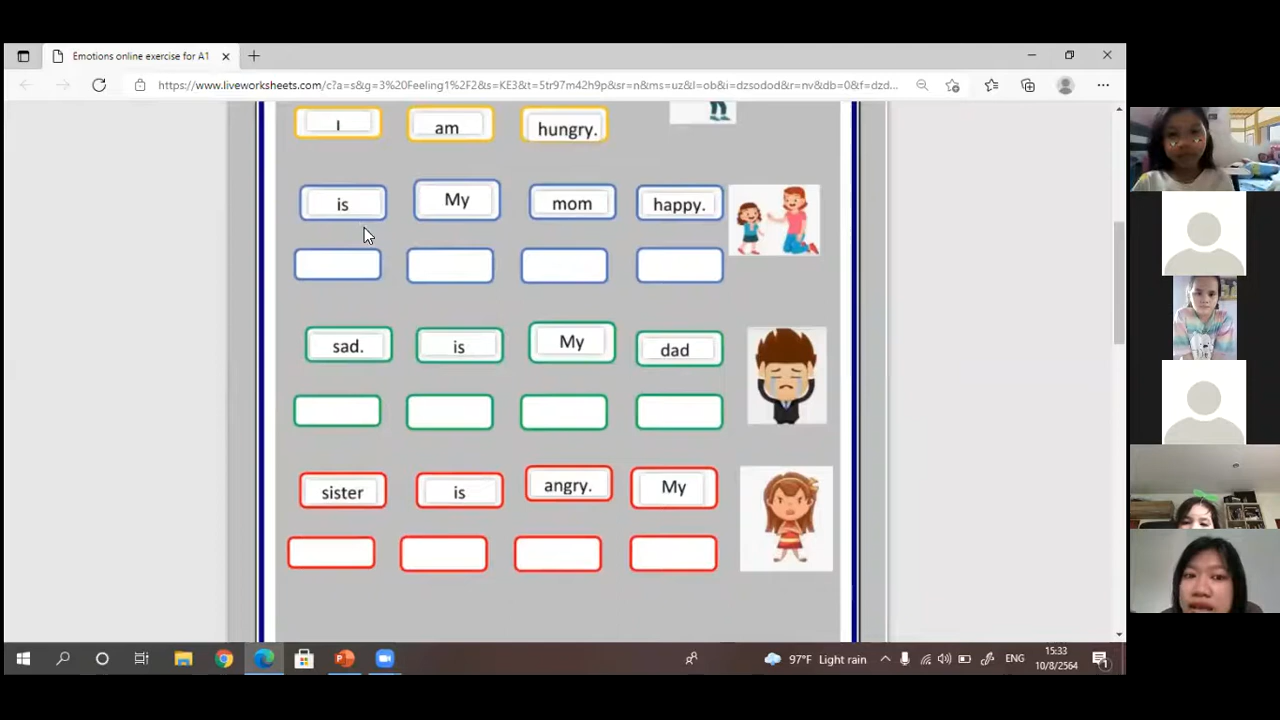 Emotions online exercise for A1
https://www.liveworksheets.com/c?a=s&g=3%20Feeling1%2F2&s=KE3&t=5tr97m42h9p&sr=n&ms=uz&l=ob&i=dzsodod&r=nv&db=0&f=dzd...
I am hungry.
is My mom happy.
sad. is My dad
sister is angry. My
97°F Light rain ENG 15:33
10/8/2564